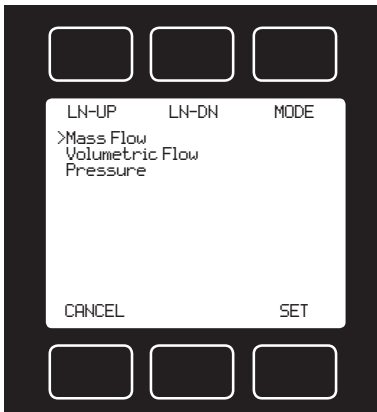 LN-UP LN-DN MODE
>Mass Flow
Volumetric Flow
Pressure
CANCEL SET